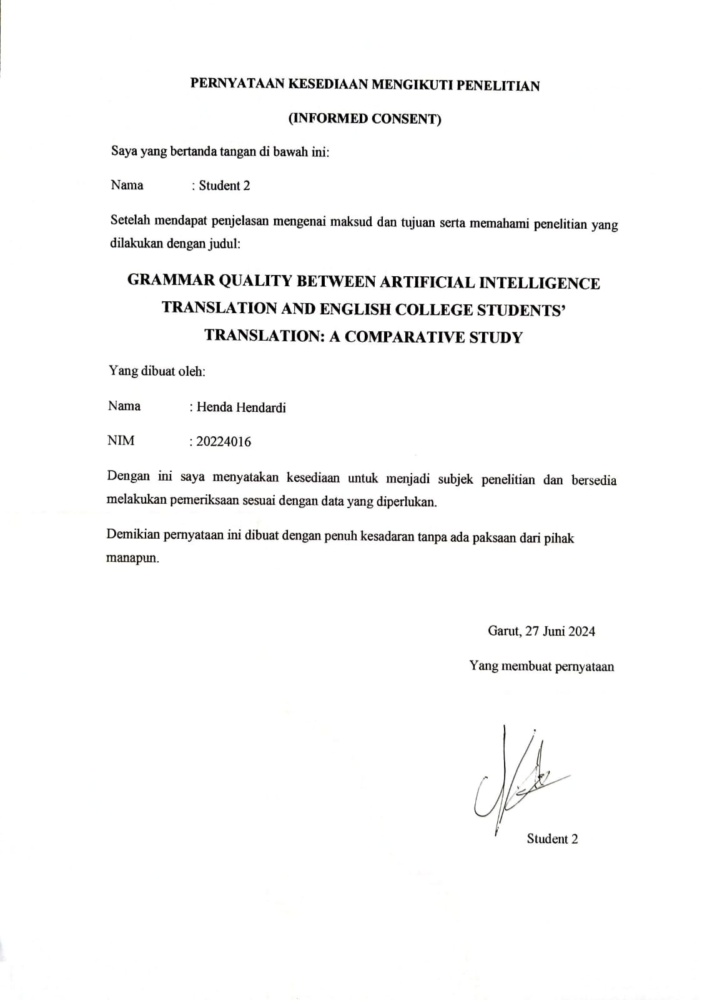 PERNYATAAN KESEDIAAN MENGIKUTI PENELITIAN
(INFORMED CONSENT)
Saya yang bertanda tangan di bawah ini:
Nama : Student 2
Setelah mendapat penjelasan mengenai maksud dan tujuan serta memahami penelitian yang
dilakukan dengan judul:
GRAMMAR QUALITY BETWEEN ARTIFICIAL INTELLIGENCE
TRANSLATION AND ENGLISH COLLEGE STUDENTS’
TRANSLATION: A COMPARATIVE STUDY
Yang dibuat oleh:
Nama : Henda Hendardi
NIM : 20224016
Dengan ini saya menyatakan kesediaan untuk menjadi subjek penelitian dan bersedia
melakukan pemeriksaan sesuai dengan data yang diperlukan.
Demikian pernyataan ini dibuat dengan penuh kesadaran tanpa ada paksaan dari pihak
manapun.
Garut, 27 Juni 2024
Yang membuat pernyataan
Student 2